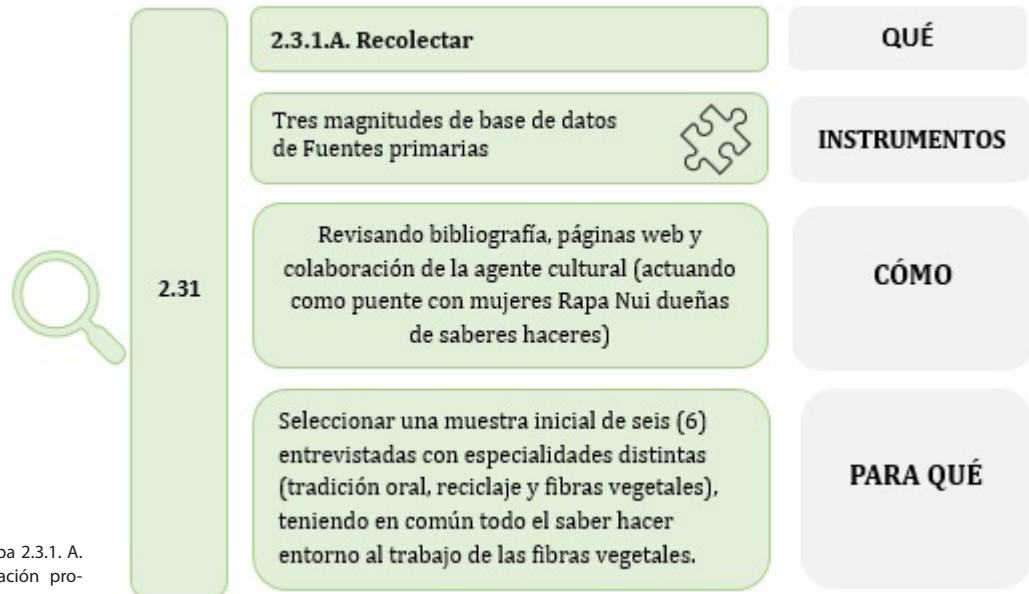 2.3.1.A. Recolectar
QUÉ
Tres magnitudes de base de datos
de Fuentes primarias
INSTRUMENTOS
2.31
Revisando bibliografía, páginas web y
colaboración de la agente cultural (actuando
como puente con mujeres Rapa Nui dueñas
de saberes haceres)
CÓMO
Seleccionar una muestra inicial de seis (6)
entrevistadas con especialidades distintas
(tradición oral, reciclaje y fibras vegetales),
teniendo en común todo el saber hacer
entorno al trabajo de las fibras vegetales.
PARA QUÉ
2.3.1. A.
pro-